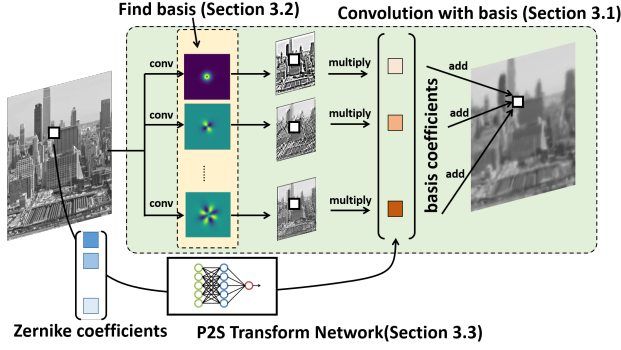 Find basis (Section 3.2)
Convolution with basis (Section 3.1)
conv
multiply
add
conv
multiply
add
......
conv
multiply
add
basis coefficients
Zernike coefficients
P2S Transform Network(Section 3.3)